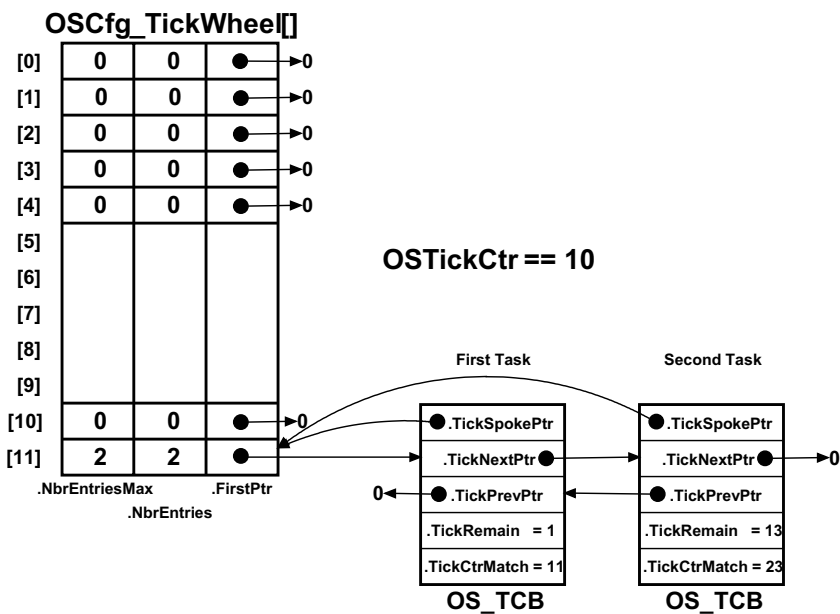 OSCfg_TickWheel[]
[0] 0 0 0
[1] 0 0 0
[2] 0 0 0
[3] 0 0 0
[4] 0 0 0
[5]
[6]
[7]
[8]
[9]
[10] 0 0 0
[11] 2 2
.NbrEntriesMax .FirstPtr
.NbrEntries
OSTickCtr == 10
First Task
.TickSpokePtr
.TickNextPtr
0 .TickPrevPtr
.TickRemain = 1
.TickCtrMatch = 11
OS_TCB
Second Task
.TickSpokePtr
.TickNextPtr 0
.TickPrevPtr
.TickRemain = 13
.TickCtrMatch = 23
OS_TCB